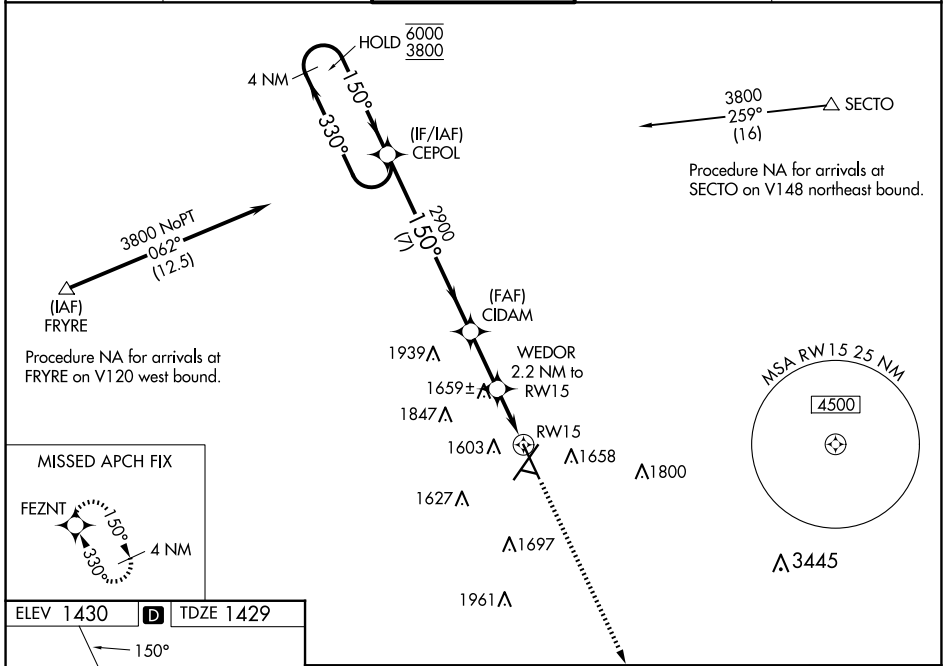 HOLD 6000
3800
4 NM
150°
330°
(IF/IAF)
CEPOL
3800
259°
(16)
SECTO
Procedure NA for arrivals at
SECTO on V148 northeast bound.
3800 NoPT
062°
(12.5)
(IAF)
FRYRE
Procedure NA for arrivals at
FRYRE on V120 west bound.
2900
150°
(7)
(FAF)
CIDAM
1939
WEDOR
2.2 NM to
RW15
1659±
1847
RW15
1603
1658
1800
1627
1697
1961
MSA RW15 25 NM
4500
3445
MISSED APCH FIX
FEZNT
150°
330°
4 NM
ELEV 1430 D TDZE 1429
150°